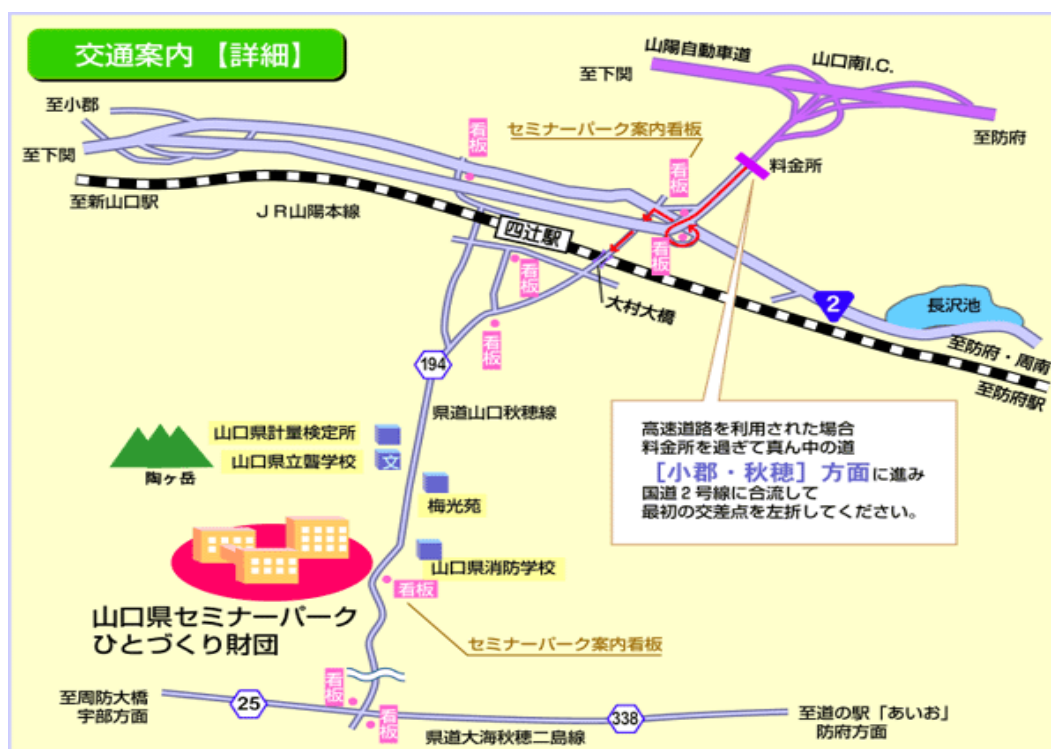 交通案内【詳細】
山陽自動車道
山口南I.C.
至下関
至防府
至小郡
至下関
セミナーパーク案内看板
看板
看板
料金所
至新山口駅
JR山陽本線
四辻駅
看板
看板
大村大橋
2
長沢池
至防府・周南
至防府駅
看板
194
県道山口秋穂線
高速道路を利用された場合
料金所を過ぎて真ん中の道
［小郡・秋穂］方面に進み
国道2号線に合流して
最初の交差点を左折してください。
山口県計量検定所
山口県立聾学校
文
陶ヶ岳
梅光苑
山口県消防学校
看板
山口県セミナーパーク
ひとづくり財団
セミナーパーク案内看板
看板
至周防大橋
宇部方面
25
看板
県道大海秋穂二島線
338
至道の駅「あいお」
防府方面